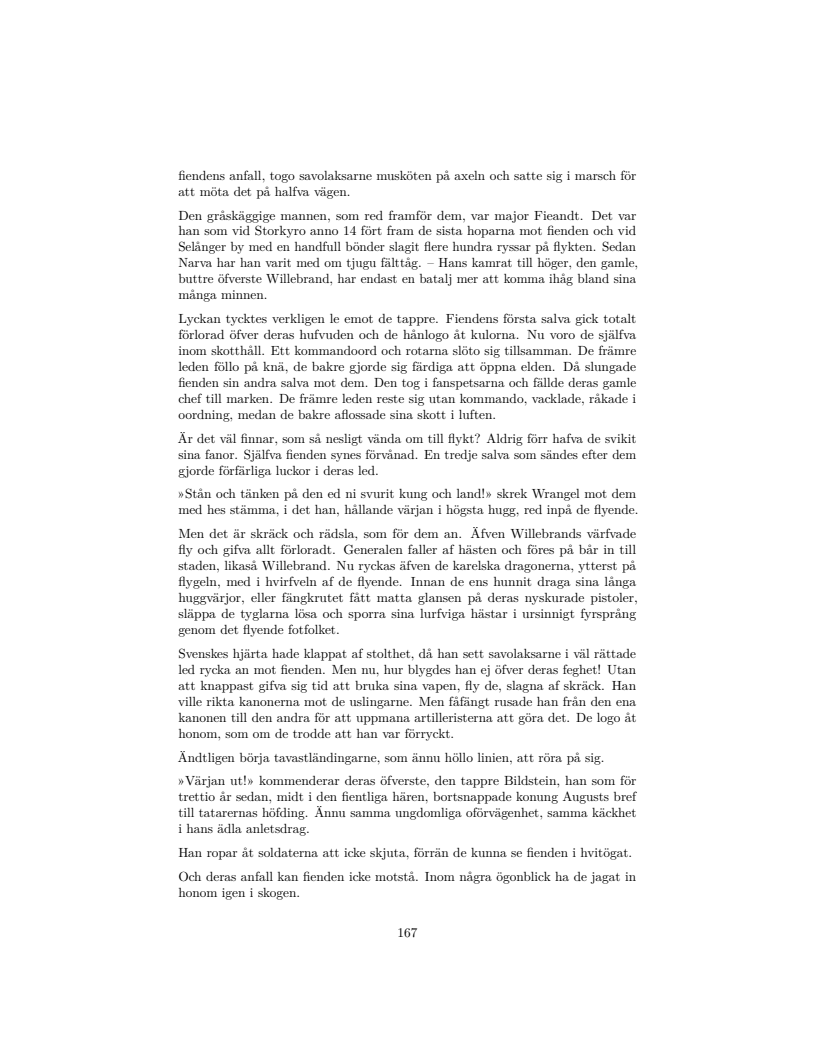 fiendens anfall, togo savolaksarne musköten på axeln och satte sig i marsch för
att möta det på halfva vägen.
Den gråskäggige mannen, som red framför dem, var major Fieandt. Det var
han som vid Storkyro anno 14 fört fram de sista hoparna mot fienden och vid
Selånger by med en handfull bönder slagit flere hundra ryssar på flykten. Sedan
Narva har han varit med om tjugu fälttåg. – Hans kamrat till höger, den gamle,
buttre öfverste Willebrand, har endast en batalj mer att komma ihåg bland sina
många minnen.
Lyckan tycktes verkligen le emot de tappre. Fiendens första salva gick totalt
förlorad öfver deras hufvuden och de hånlogo åt kulorna. Nu voro de själfva
inom skotthåll. Ett kommandoord och rotarna slöto sig tillsamman. De främre
leden föllo på knä, de bakre gjorde sig färdiga att öppna elden. Då slungade
fienden sin andra salva mot dem. Den tog i fanspetsarna och fällde deras gamle
chef till marken. De främre leden reste sig utan kommando, vacklade, råkade i
oordning, medan de bakre aflossade sina skott i luften.
Är det väl finnar, som så nesligt vända om till flykt? Aldrig förr hafva de svikit
sina fanor. Själfva fienden synes förvånad. En tredje salva som sändes efter dem
gjorde förfärliga luckor i deras led.
»Stån och tänken på den ed ni svurit kung och land!» skrek Wrangel mot dem
med hes stämma, i det han, hållande värjan i högsta hugg, red inpå de flyende.
Men det är skräck och rädsla, som för dem an. Äfven Willebrands värfvade
fly och gifva allt förloradt. Generalen faller af hästen och föres på bår in till
staden, likaså Willebrand. Nu ryckas äfven de karelska dragonerna, ytterst på
flygeln, med i hvirfveln af de flyende. Innan de ens hunnit draga sina långa
huggvärjor, eller fängkrutet fått matta glansen på deras nyskurade pistoler,
släppa de tyglarna lösa och sporra sina lurfviga hästar i ursinnigt fyrsprång
genom det flyende fotfolket.
Svenskes hjärta hade klappat af stolthet, då han sett savolaksarne i väl rättade
led rycka an mot fienden. Men nu, hur blygdes han ej öfver deras feghet! Utan
att knappast gifva sig tid att bruka sina vapen, fly de, slagna af skräck. Han
ville rikta kanonerna mot de uslingarne. Men fåfängt rusade han från den ena
kanonen till den andra för att uppmana artilleristerna att göra det. De logo åt
honom, som om de trodde att han var förryckt.
Ändtligen börja tavastländingarne, som ännu höllo linien, att röra på sig.
»Värjan ut!» kommenderar deras öfverste, den tappre Bildstein, han som för
trettio år sedan, midt i den fientliga hären, bortsnappade konung Augusts bref
till tatarernas höfding. Ännu samma ungdomliga oförvägenhet, samma käckhet
i hans ädla anletsdrag.
Han ropar åt soldaterna att icke skjuta, förrän de kunna se fienden i hvitögat.
Och deras anfall kan fienden icke motstå. Inom några ögonblick ha de jagat in
honom igen i skogen.
167